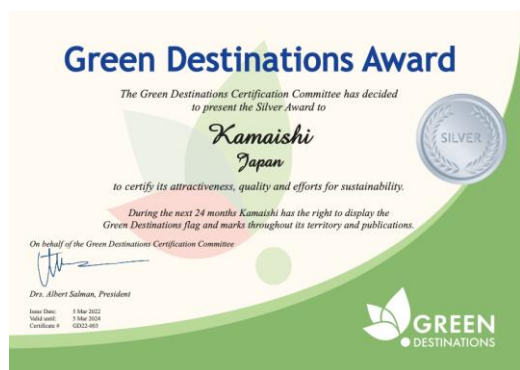 Green Destinations Award
The Green Destinations Certification Committee has decided
to present the Silver Award to
Kamaishi
Japan
SILVER
to certify its attractiveness, quality and efforts for sustainability.
During the next 24 months Kamaishi has the right to display the
Green Destinations flag and marks throughout its territory and publications.
On behalf of the Green Destinations Certification Committee
Drs. Albert Salman, President
Issue Date: 5 Mar 2022
Valid until: 5 Mar 2024
Certificate # GD22-003
GREEN
DESTINATIONS